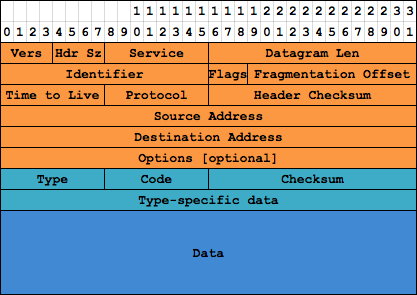 1 1 1 1 1 1 1 1 1 1 2 2 2 2 2 2 2 2 2 2 3 3
0 1 2 3 4 5 6 7 8 9 0 1 2 3 4 5 6 7 8 9 0 1 2 3 4 5 6 7 8 9 0 1
Vers Hdr Sz Service Datagram Len
Identifier Flags Fragmentation Offset
Time to Live Protocol Header Checksum
Source Address
Destination Address
Options [optional]
Type Code Checksum
Type-specific data
Data